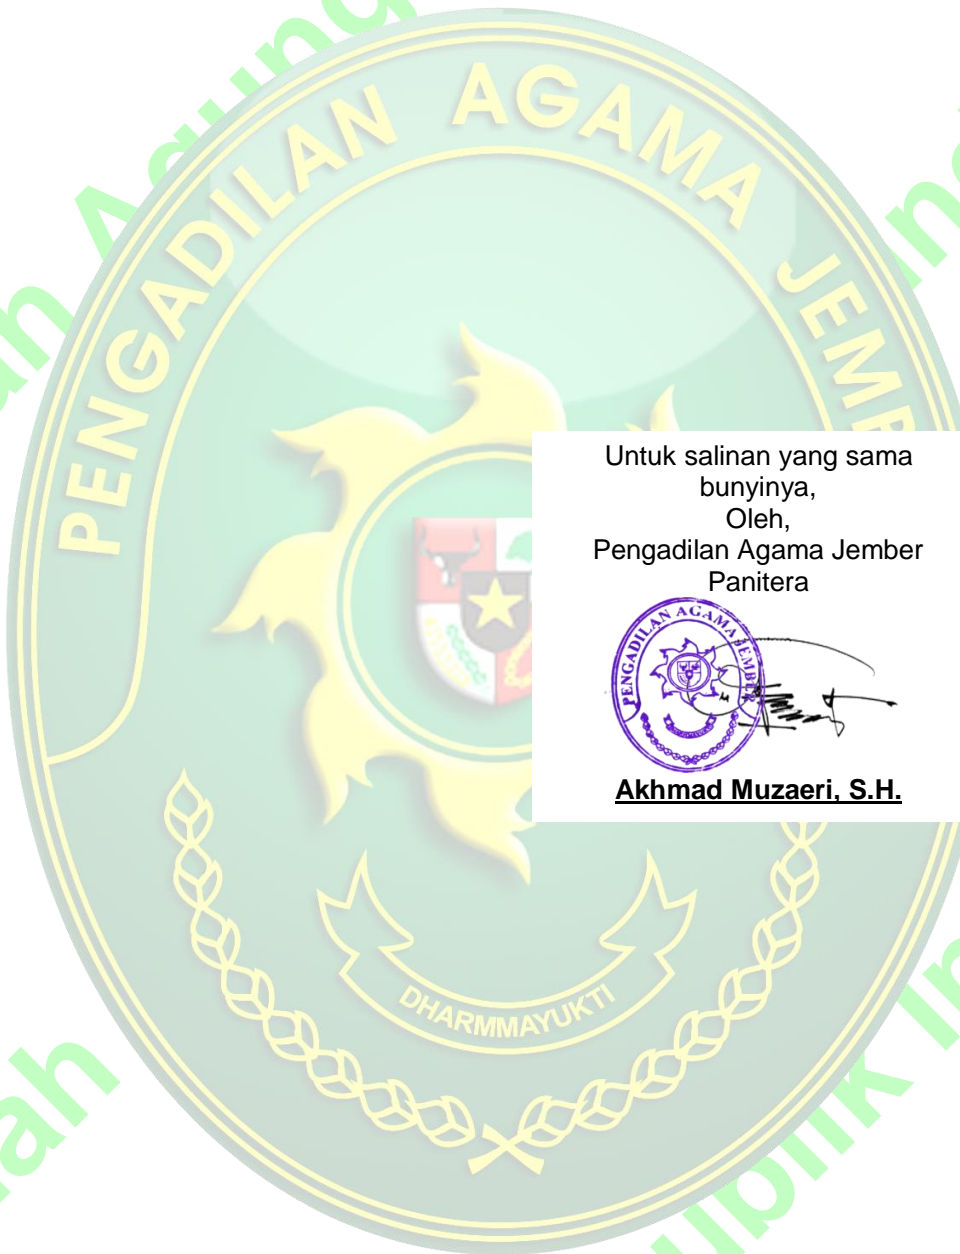 PENGADILAN AGAMA JEMB
Untuk salinan yang sama
bunyinya,
Oleh,
Pengadilan Agama Jember
Panitera
PENGADILAN AGAMA JEMBER
Akhmad Muzaeri, S.H.
DHARMMAYUKTI